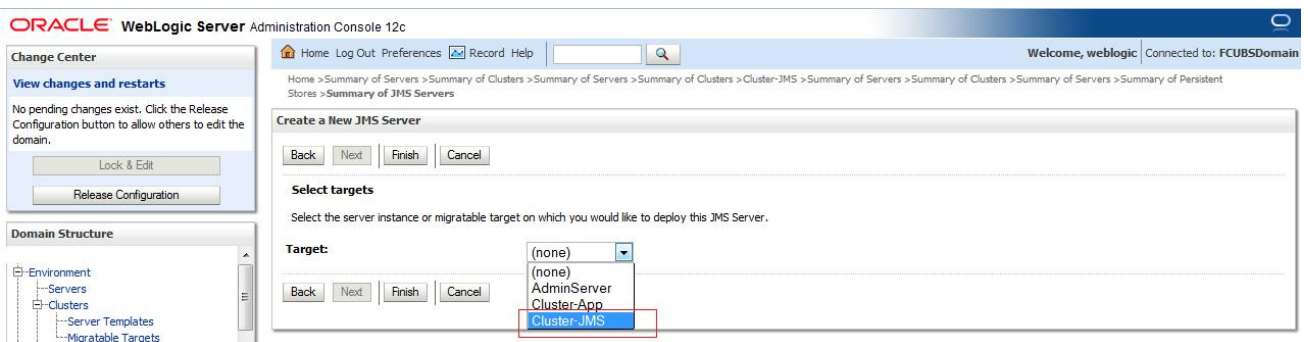 ORACLE WebLogic Server Administration Console 12c
Change Center
View changes and restarts
No pending changes exist. Click the Release
Configuration button to allow others to edit the
domain.
Lock & Edit
Release Configuration
Domain Structure
Environment
Servers
Clusters
Server Templates
Migratable Targets
Home Log Out Preferences Record Help
Welcome, weblogic Connected to: FCUBSDomain
Home >Summary of Servers >Summary of Clusters >Summary of Servers >Summary of Clusters >Cluster-JMS >Summary of Servers >Summary of Clusters >Summary of Servers >Summary of Persistent
Stores >Summary of JMS Servers
Create a New JMS Server
Back Next Finish Cancel
Select targets
Select the server instance or migratable target on which you would like to deploy this JMS Server.
Target: (none)
(none)
AdminServer
Cluster-App
Cluster-JMS
Back Next Finish Cancel